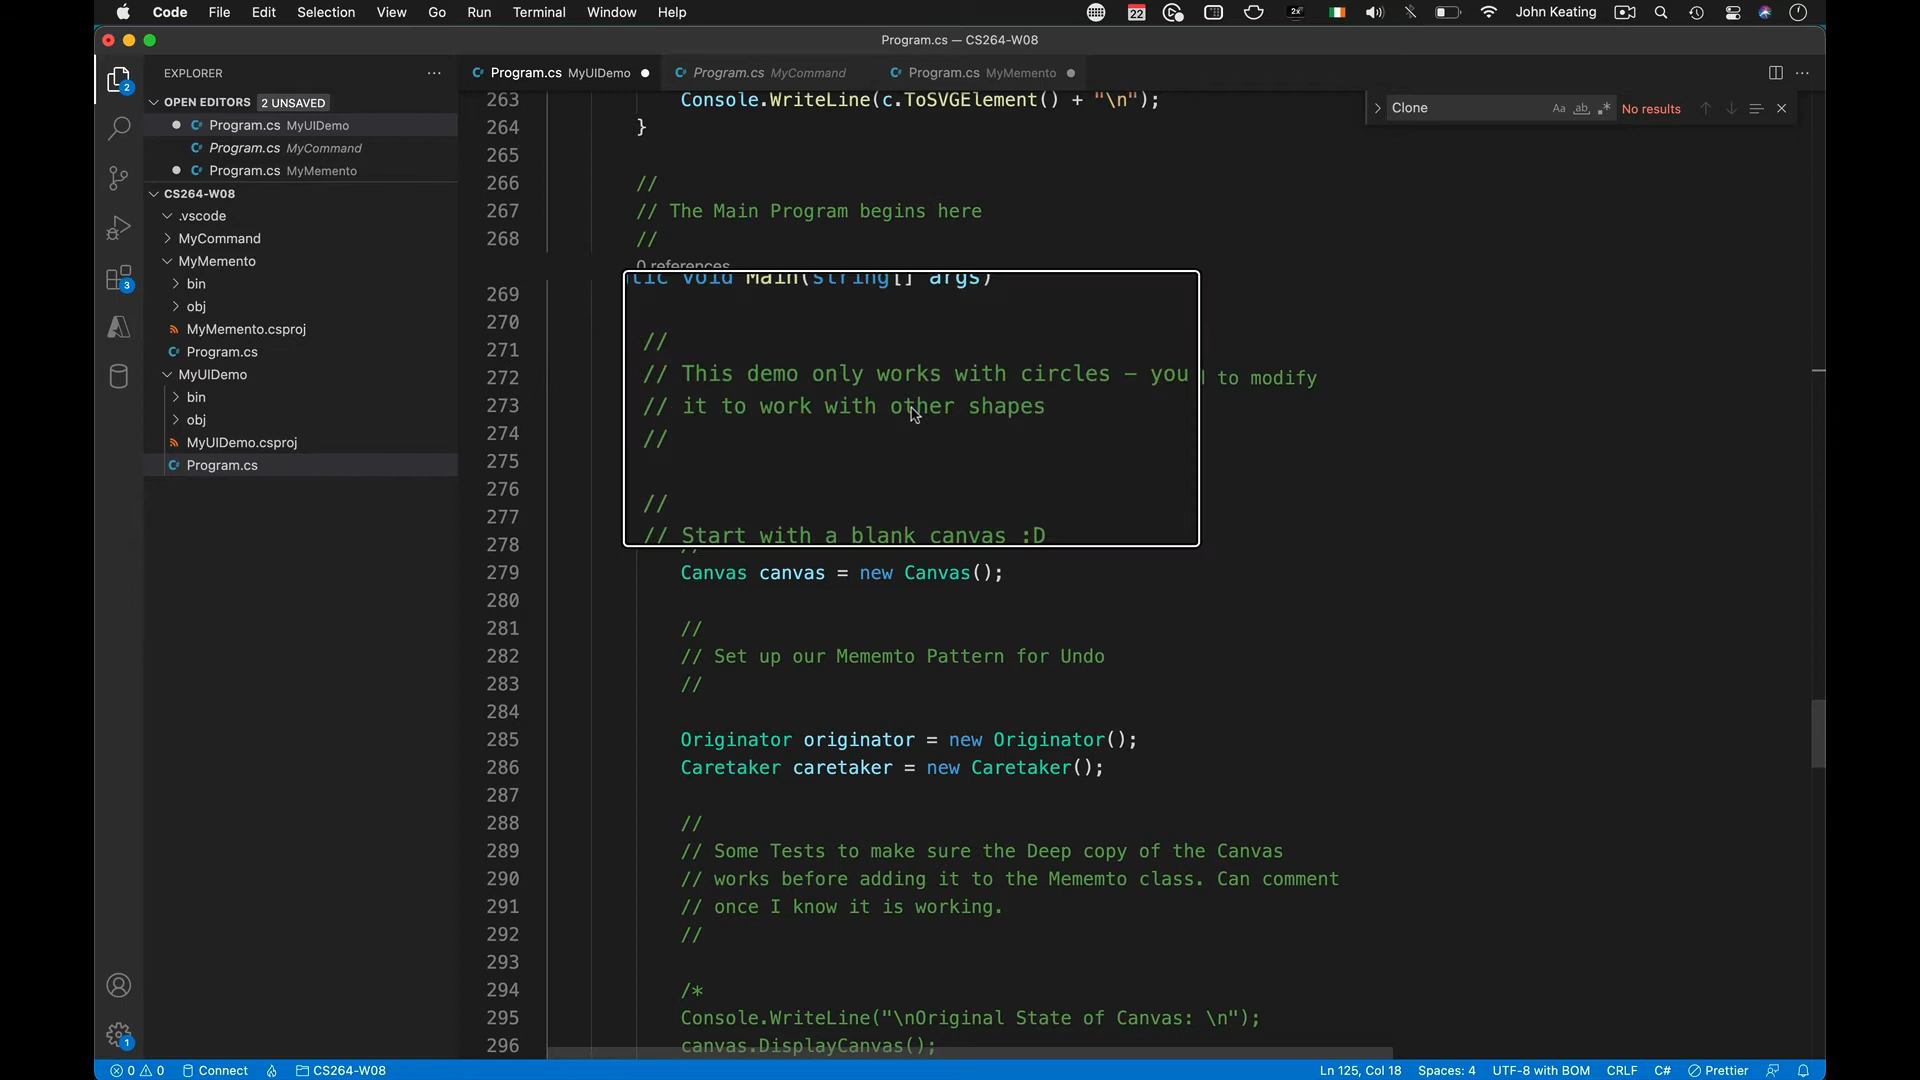 Code File Edit Selection View Go Run Terminal Window Help 22 2x John Keating
Program.cs — CS264-W08
EXPLORER ...
Program.cs MyUIDemo Program.cs MyCommand Program.cs MyMemento ...
OPEN EDITORS 2 UNSAVED
Program.cs MyUIDemo
Program.cs MyCommand
Program.cs MyMemento
CS264-W08
.vscode
MyCommand
MyMemento
bin
obj
MyMemento.csproj
Program.cs
MyUIDemo
bin
obj
MyUIDemo.csproj
Program.cs
2
3
1
Clone Aa ab .* No results
263 Console.WriteLine(c.ToSVGElement() + "\n");
264 }
265
266 //
267 // The Main Program begins here
268 //
0 references
269 tic void Main(string[] args)
270
271 //
272 // This demo only works with circles – you to modify
273 // it to work with other shapes
274 //
275
276 //
277 // Start with a blank canvas :D
278 //
279 Canvas canvas = new Canvas();
280
281 //
282 // Set up our Mememto Pattern for Undo
283 //
284
285 Originator originator = new Originator();
286 Caretaker caretaker = new Caretaker();
287
288 //
289 // Some Tests to make sure the Deep copy of the Canvas
290 // works before adding it to the Mememto class. Can comment
291 // once I know it is working.
292 //
293
294 /*
295 Console.WriteLine("\nOriginal State of Canvas: \n");
296 canvas.DisplayCanvas();
0 0 Connect CS264-W08 Ln 125, Col 18 Spaces: 4 UTF-8 with BOM CRLF C# Prettier